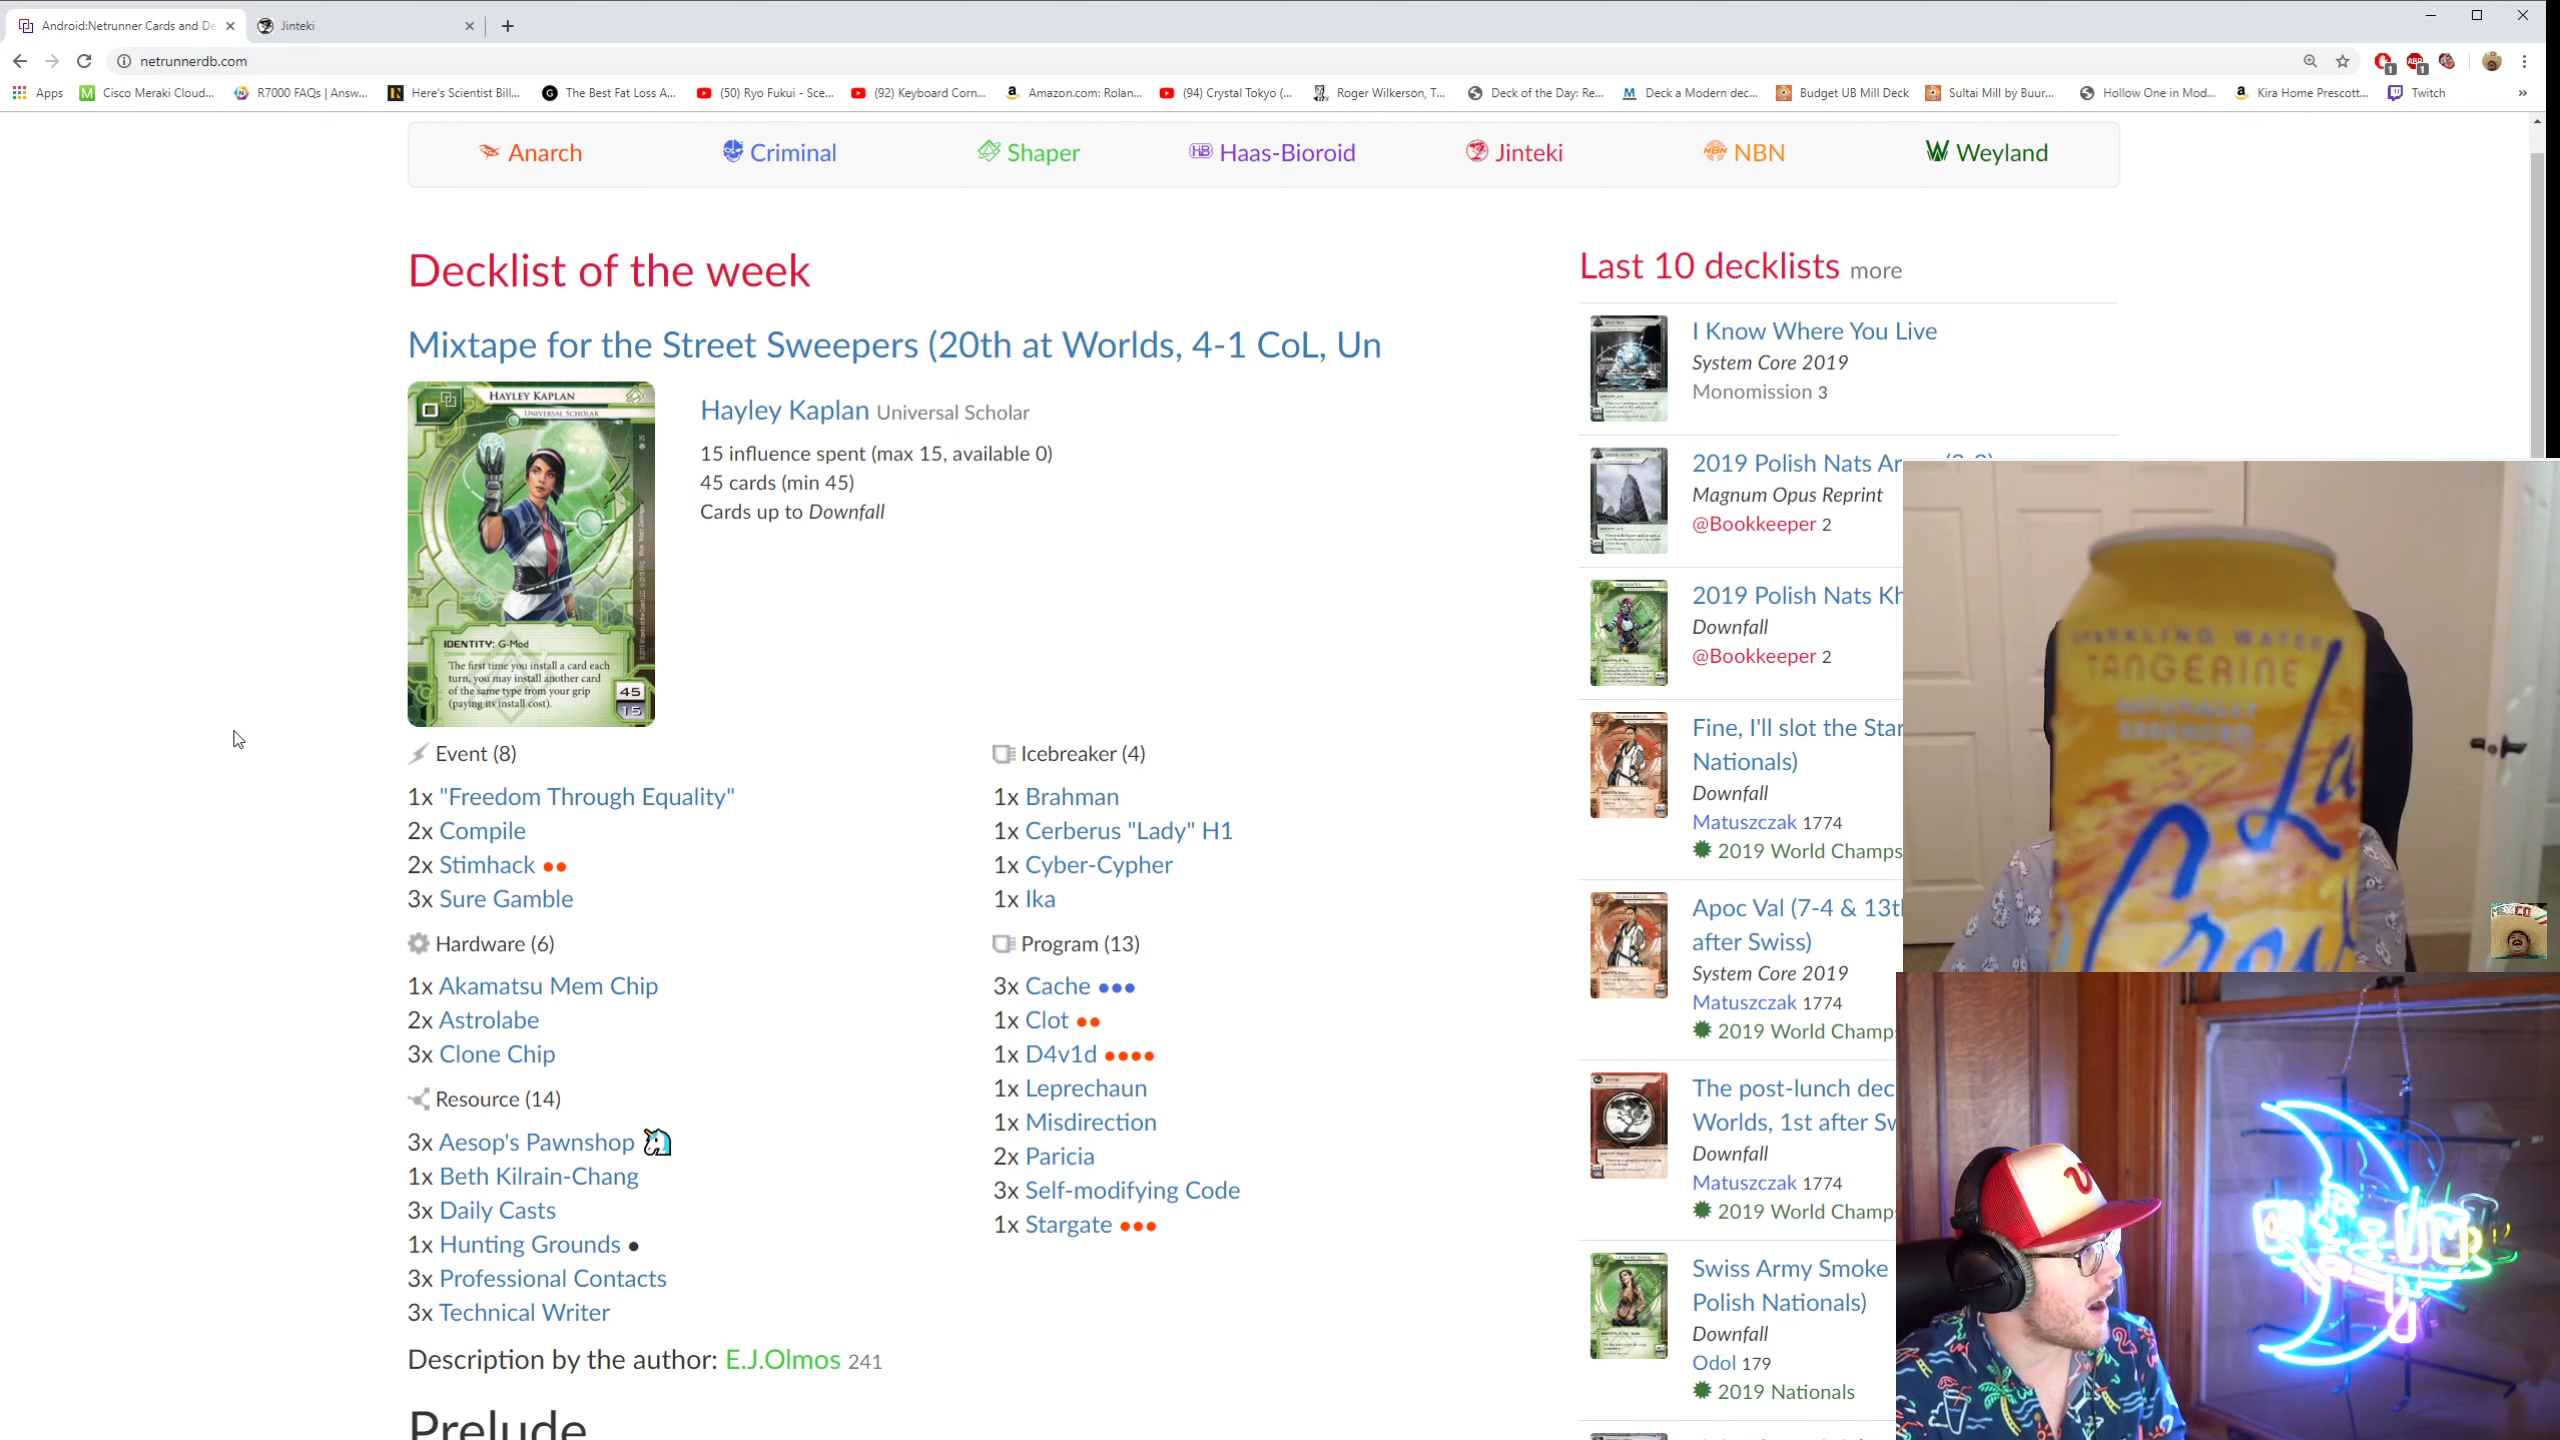 Android:Netrunner Cards and De
Jinteki
netrunnerdb.com
Apps
Cisco Meraki Cloud...
R7000 FAQs | Answ...
Here's Scientist Bill...
The Best Fat Loss A...
(50) Ryo Fukui - Sce...
(92) Keyboard Corn...
Amazon.com: Rolan...
(94) Crystal Tokyo (...
Roger Wilkerson, T...
Deck of the Day: Re...
Deck a Modern dec...
Budget UB Mill Deck
Sultai Mill by Buur...
Hollow One in Mod...
Kira Home Prescott...
Twitch
Anarch
Criminal
Shaper
Haas-Bioroid
Jinteki
NBN
Weyland
Decklist of the week
Mixtape for the Street Sweepers (20th at Worlds, 4-1 CoL, Un
HAYLEY KAPLAN
UNIVERSAL SCHOLAR
IDENTITY: G-Mod
The first time you install a card each
turn, you may install another card
of the same type from your grip
(paying its install cost).
45
15
Hayley Kaplan Universal Scholar
15 influence spent (max 15, available 0)
45 cards (min 45)
Cards up to Downfall
Event (8)
1x "Freedom Through Equality"
2x Compile
2x Stimhack
3x Sure Gamble
Hardware (6)
1x Akamatsu Mem Chip
2x Astrolabe
3x Clone Chip
Resource (14)
3x Aesop's Pawnshop
1x Beth Kilrain-Chang
3x Daily Casts
1x Hunting Grounds
3x Professional Contacts
3x Technical Writer
Icebreaker (4)
1x Brahman
1x Cerberus "Lady" H1
1x Cyber-Cypher
1x Ika
Program (13)
3x Cache
1x Clot
1x D4v1d
1x Leprechaun
1x Misdirection
2x Paricia
3x Self-modifying Code
1x Stargate
Description by the author: E.J.Olmos 241
Prelude
Last 10 decklists more
I Know Where You Live
System Core 2019
Monomission 3
2019 Polish Nats
Magnum Opus Reprint
@Bookkeeper 2
2019 Polish Nats Kh
Downfall
@Bookkeeper 2
Fine, I'll slot the Star
Nationals)
Downfall
Matuszczak 1774
2019 World Champs
Apoc Val (7-4 & 13th
after Swiss)
System Core 2019
Matuszczak 1774
2019 World Champs
The post-lunch dec
Worlds, 1st after Sw
Downfall
Matuszczak 1774
2019 World Champs
Swiss Army Smoke
Polish Nationals)
Downfall
Odol 179
2019 Nationals
SPARKLING WATER
TANGERINE
NATURALLY
ESSENCED
La
Croi
MEXICO